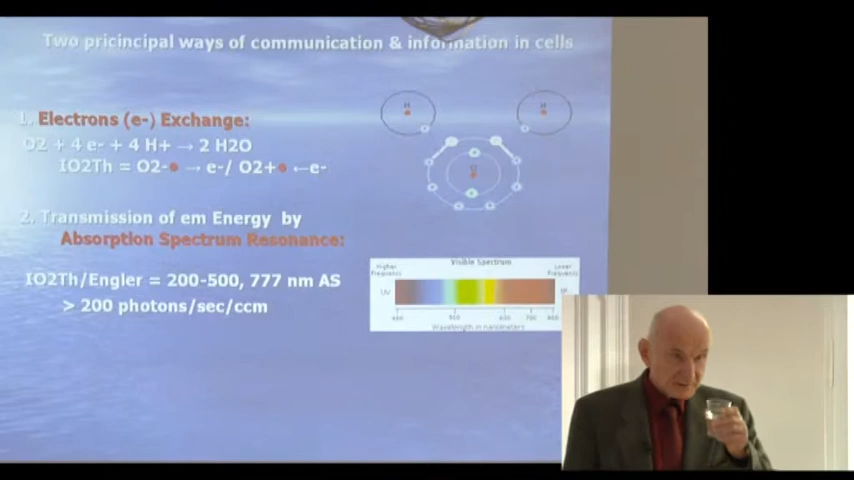 Two pricincipal ways of communication & information in cells
1. Electrons (e-) Exchange:
O2 + 4 e- + 4 H+ → 2 H2O
IO2Th = O2-● → e-/ O2+● ←e-
2. Transmission of em Energy by
Absorption Spectrum Resonance:
IO2Th/Engler = 200-500, 777 nm AS
> 200 photons/sec/ccm
H
H
Higher Frequency
Visible Spectrum
Lower Frequency
UV
IR
Wavelength in nanometers